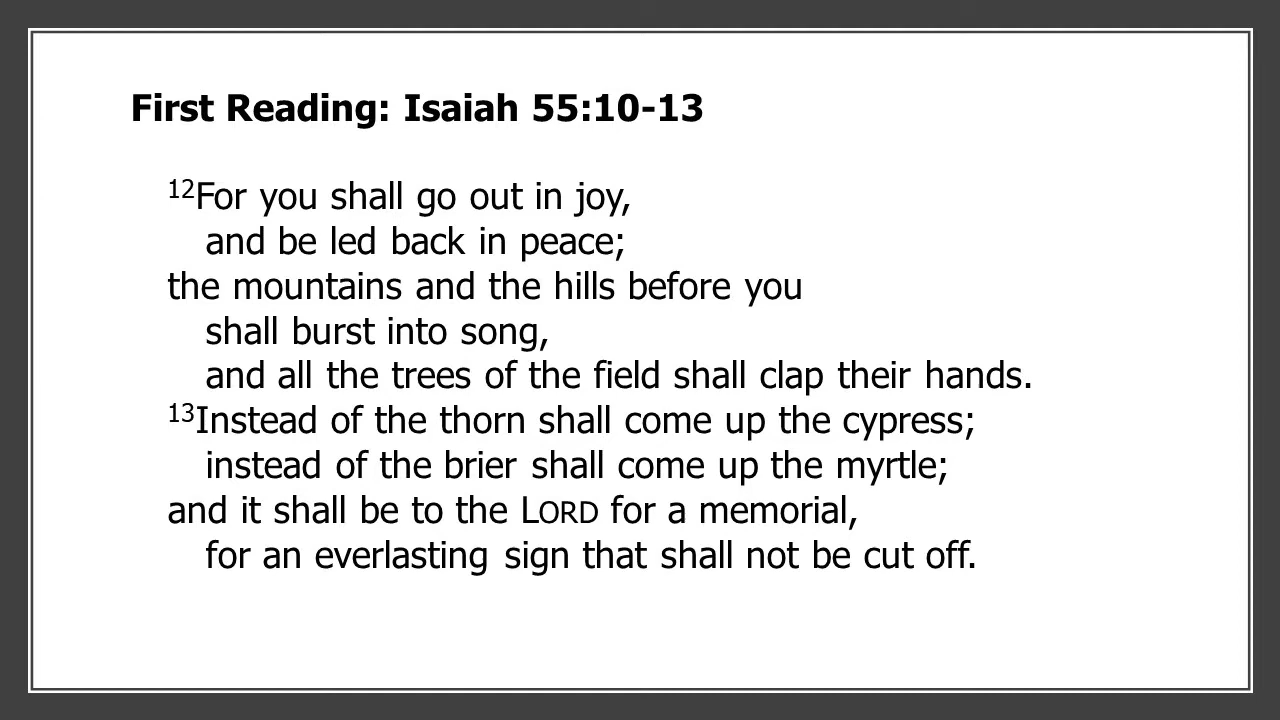 First Reading: Isaiah 55:10-13
12For you shall go out in joy,
and be led back in peace;
the mountains and the hills before you
shall burst into song,
and all the trees of the field shall clap their hands.
13Instead of the thorn shall come up the cypress;
instead of the brier shall come up the myrtle;
and it shall be to the LORD for a memorial,
for an everlasting sign that shall not be cut off.